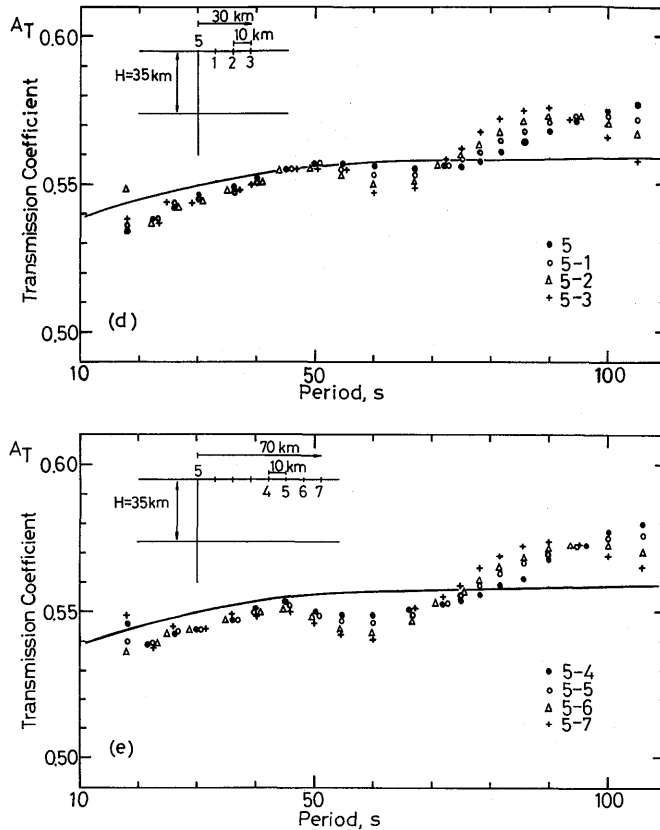 A_T
0.60
30 km
5
10 km
1 2 3
H=35km
Transmission Coefficient
0.55
0.50
(d)
● 5
○ 5-1
△ 5-2
+ 5-3
10 50 100
Period, s
A_T
0.60
70 km
5
10km
4 5 6 7
H=35km
Transmission Coefficient
0.55
0.50
(e)
● 5-4
○ 5-5
△ 5-6
+ 5-7
10 50 100
Period, s